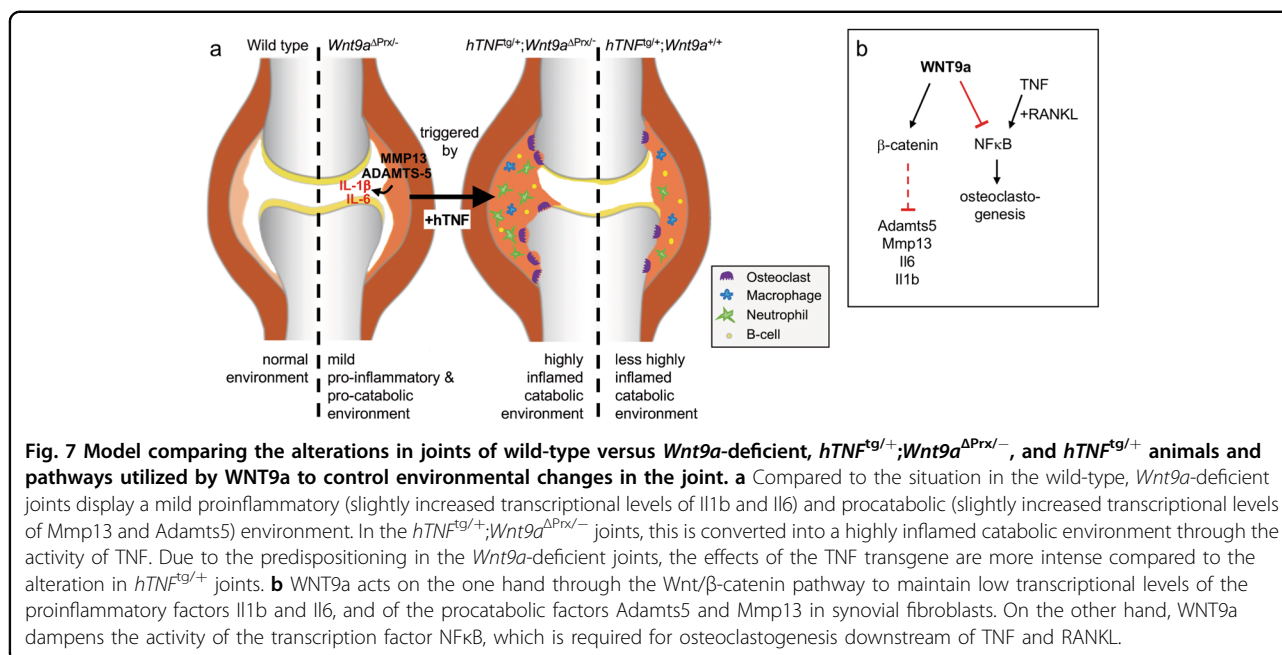 a
Wild type
Wnt9aΔPrx/-
hTNFtg/+;Wnt9aΔPrx/-
hTNFtg/+;Wnt9a+/+
MMP13
ADAMTS-5
IL-1β
IL-6
triggered
by
+hTNF
Osteoclast
Macrophage
Neutrophil
B-cell
normal
environment
mild
pro-inflammatory &
pro-catabolic
environment
highly
inflamed
catabolic
environment
less highly
inflamed
catabolic
environment
b
WNT9a
TNF
+RANKL
β-catenin
NFκB
osteoclasto-
genesis
Adamts5
Mmp13
Il6
Il1b
Fig. 7 Model comparing the alterations in joints of wild-type versus Wnt9a-deficient, hTNFtg/+;Wnt9aΔPrx/−, and hTNFtg/+ animals and
pathways utilized by WNT9a to control environmental changes in the joint. a Compared to the situation in the wild-type, Wnt9a-deficient
joints display a mild proinflammatory (slightly increased transcriptional levels of Il1b and Il6) and procatabolic (slightly increased transcriptional levels
of Mmp13 and Adamts5) environment. In the hTNFtg/+;Wnt9aΔPrx/− joints, this is converted into a highly inflamed catabolic environment through the
activity of TNF. Due to the predispositioning in the Wnt9a-deficient joints, the effects of the TNF transgene are more intense compared to the
alteration in hTNFtg/+ joints. b WNT9a acts on the one hand through the Wnt/β-catenin pathway to maintain low transcriptional levels of the
proinflammatory factors Il1b and Il6, and of the procatabolic factors Adamts5 and Mmp13 in synovial fibroblasts. On the other hand, WNT9a
dampens the activity of the transcription factor NFκB, which is required for osteoclastogenesis downstream of TNF and RANKL.